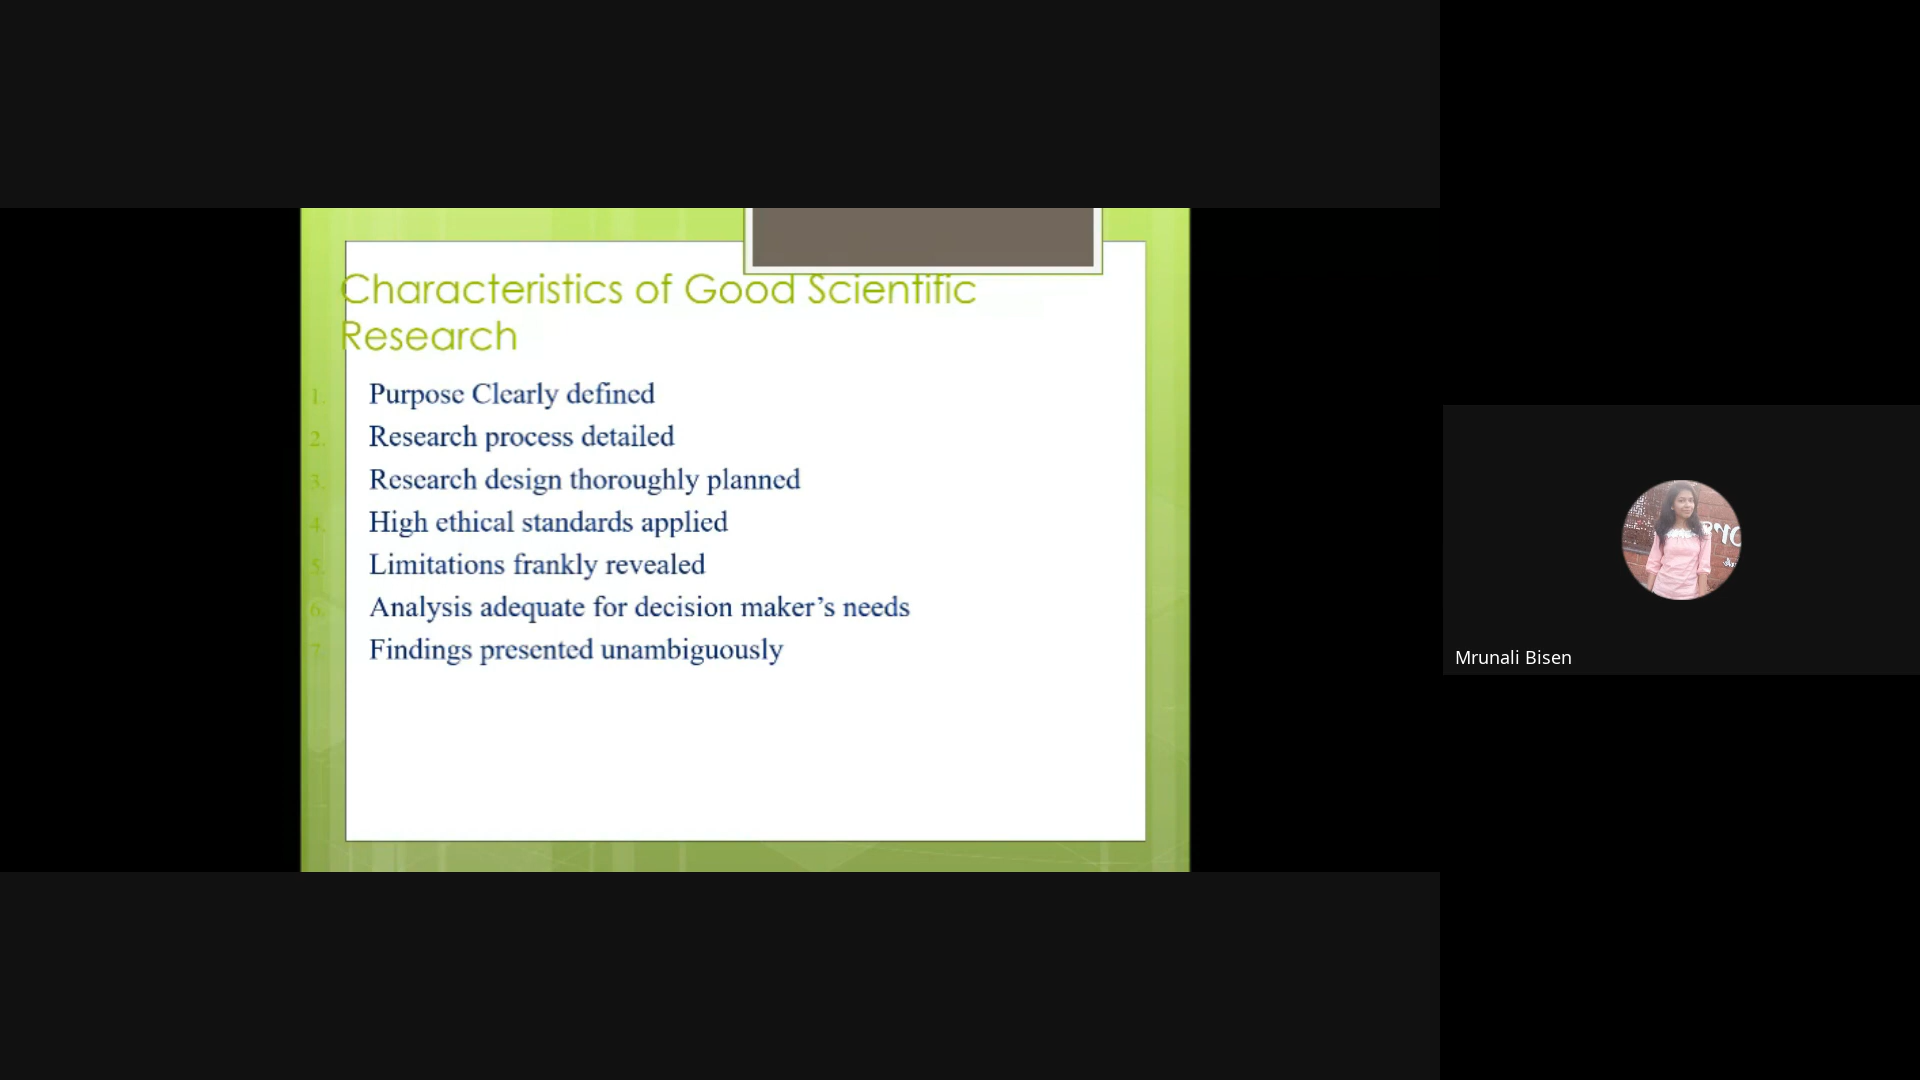 Characteristics of Good Scientific
Research
1. Purpose Clearly defined
2. Research process detailed
3. Research design thoroughly planned
4. High ethical standards applied
5. Limitations frankly revealed
6. Analysis adequate for decision maker’s needs
7. Findings presented unambiguously
Mrunali Bisen